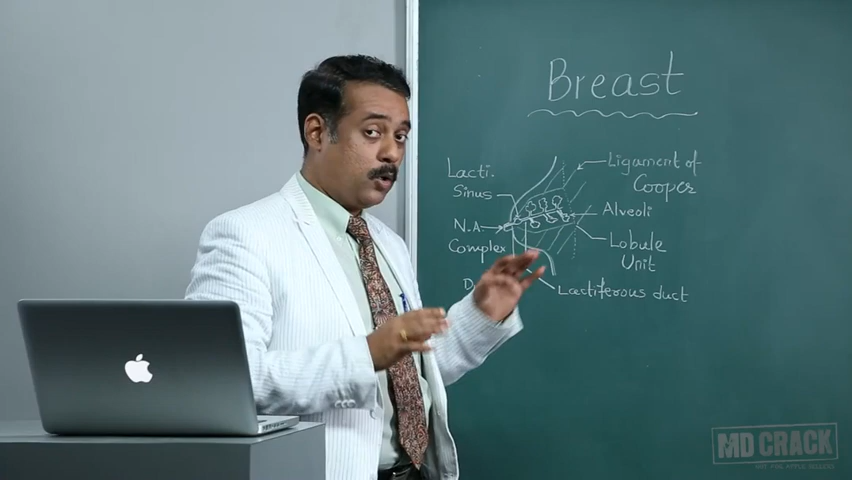 Breast
Lacti.
Sinus
Ligament of
Cooper
Alveoli
N.A
Complex
Lobule
Unit
D
Lactiferous duct
MD CRACK